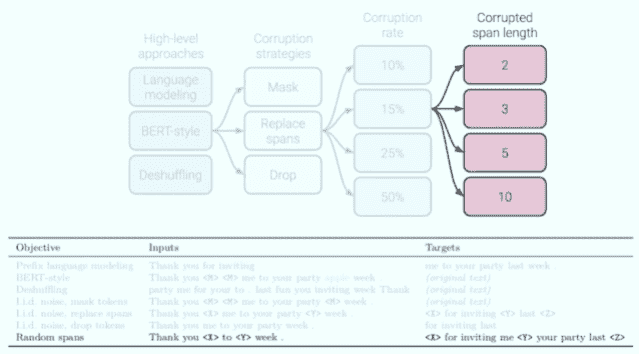 High-level approaches
Corruption strategies
Corruption rate
Corrupted span length
Language modeling
BERT-style
Deshuffling
Mask
Replace spans
Drop
10%
15%
25%
50%
2
3
5
10
Objective Inputs Targets
Prefix language modeling Thank you for inviting me to your party last week
BERT-style Thank you <M> <M> me to your party apple week (original text)
Deshuffling party me for your to . last fun you inviting week Thank (original text)
I.i.d. noise, mask tokens Thank you <M> <M> me to your party <M> week (original text)
I.i.d. noise, replace spans Thank you <X> me to your party <Y> week <X> for inviting <Y> last <Z>
I.i.d. noise, drop tokens Thank you me to your party week . for inviting last
Random spans Thank you <X> to <Y> week . <X> for inviting me <Y> your party last <Z>